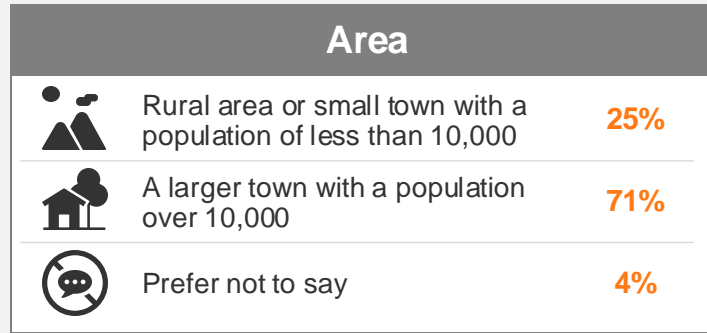 Area
Rural area or small town with a
population of less than 10,000
25%
A larger town with a population
over 10,000
71%
Prefer not to say
4%